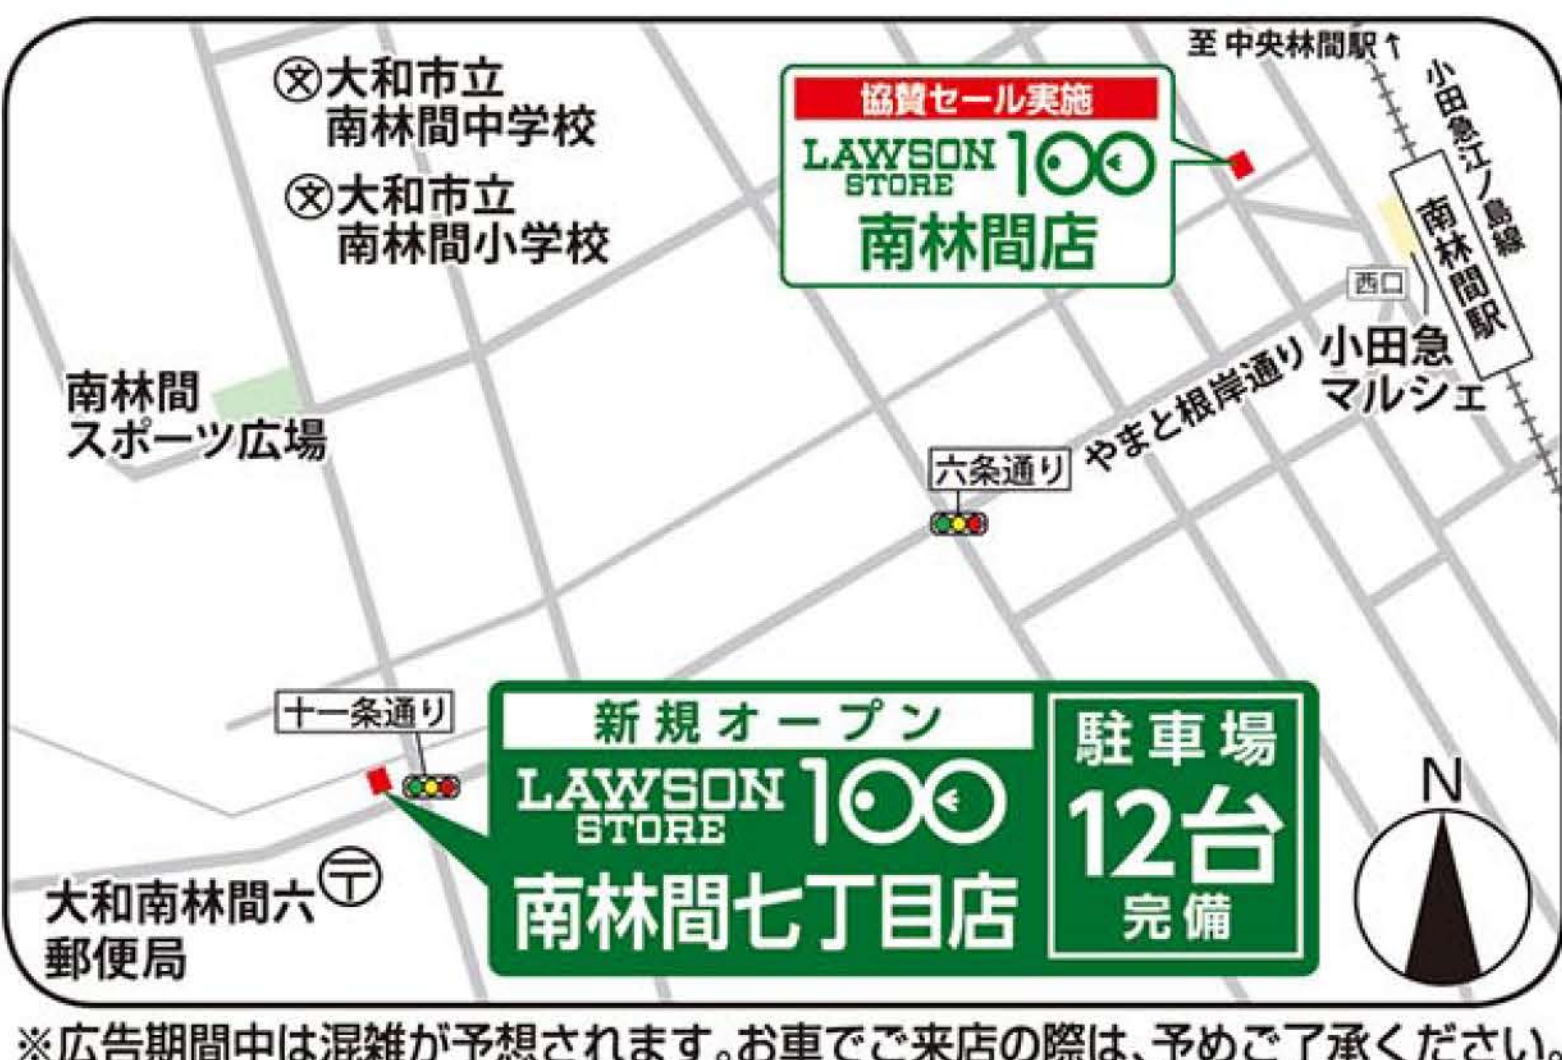 至 中央林間駅↑
小田急江ノ島線
文 大和市立
南林間中学校
文 大和市立
南林間小学校
協賛セール実施
LAWSON
STORE
100
南林間店
南林間駅
西口
小田急
マルシェ
やまと根岸通り
南林間
スポーツ広場
六条通り
十一条通り
新規オープン
LAWSON
STORE
100
南林間七丁目店
駐車場
12台
完備
N
大和南林間六
郵便局
〒
※広告期間中は混雑が予想されます。お車でご来店の際は、予めご了承ください。